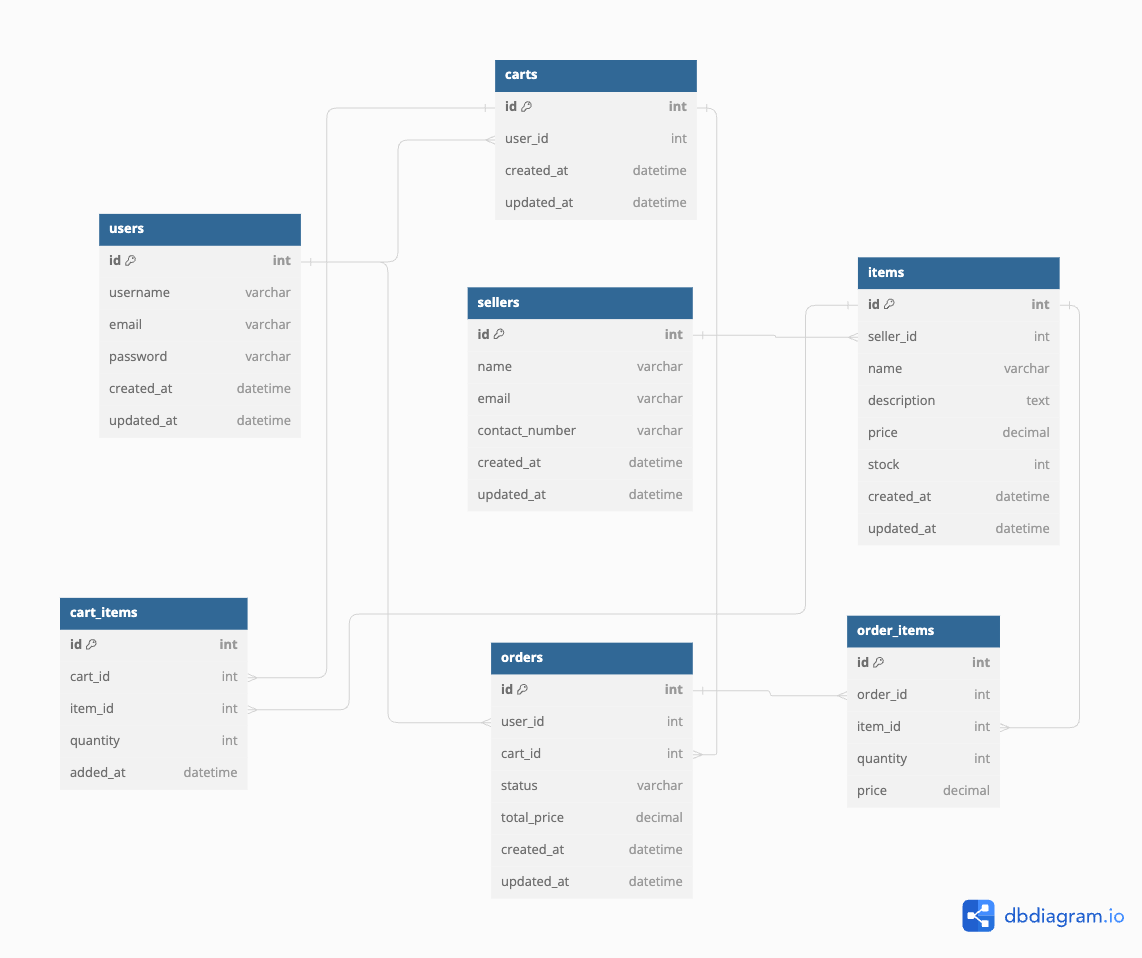 carts
id int
user_id int
created_at datetime
updated_at datetime
users
id int
username varchar
email varchar
password varchar
created_at datetime
updated_at datetime
sellers
id int
name varchar
email varchar
contact_number varchar
created_at datetime
updated_at datetime
items
id int
seller_id int
name varchar
description text
price decimal
stock int
created_at datetime
updated_at datetime
cart_items
id int
cart_id int
item_id int
quantity int
added_at datetime
orders
id int
user_id int
cart_id int
status varchar
total_price decimal
created_at datetime
updated_at datetime
order_items
id int
order_id int
item_id int
quantity int
price decimal
dbdiagram.io